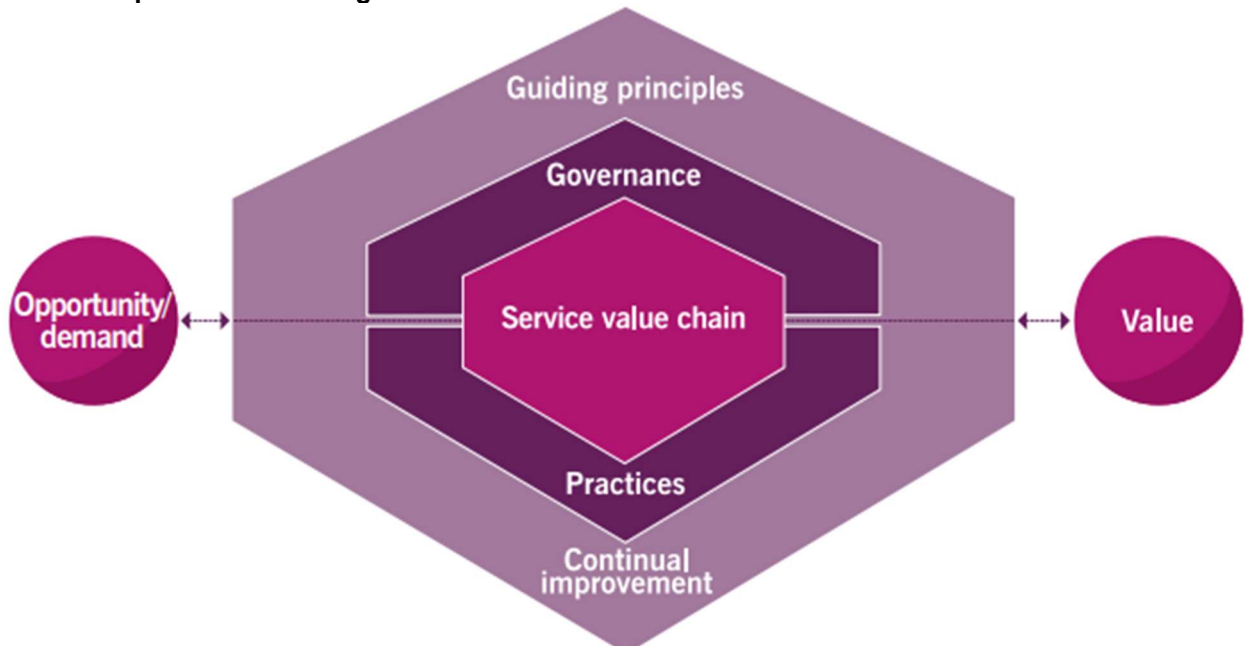 Guiding principles
Governance
Opportunity/
demand
Service value chain
Value
Practices
Continual
improvement